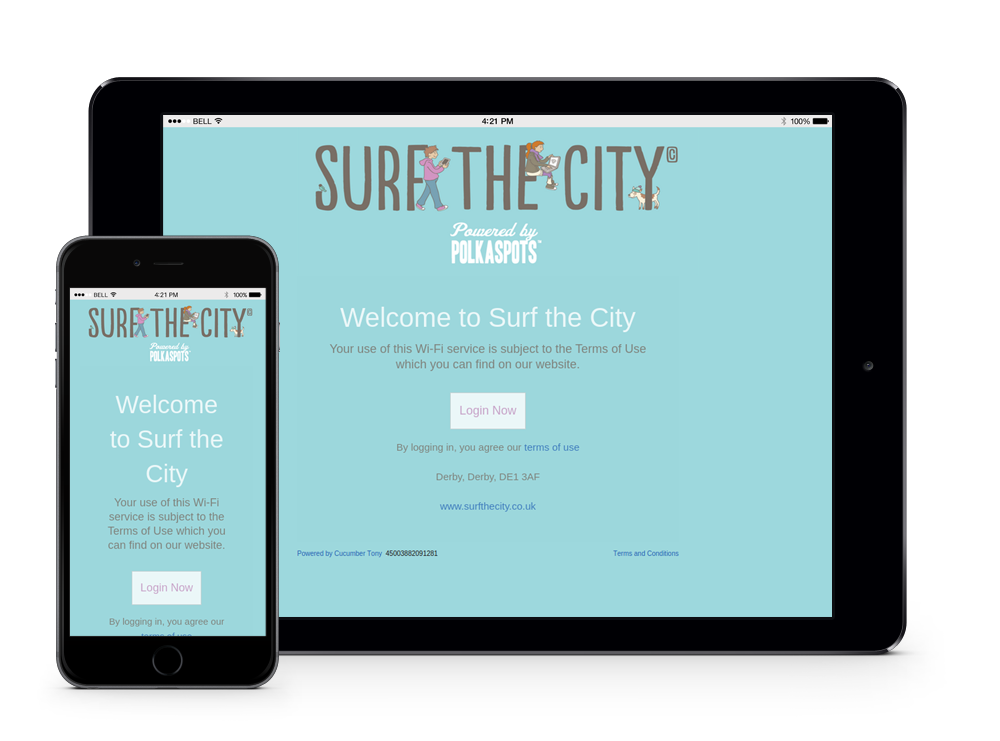 BELL 4:21 PM 100%
SURF THE CITY ©
Powered by
POLKASPOTS™
Welcome to Surf the City
Your use of this Wi-Fi service is subject to the Terms of Use
which you can find on our website.
Login Now
By logging in, you agree our terms of use
Derby, Derby, DE1 3AF
www.surfthecity.co.uk
Powered by Cucumber Tony 45003882091281 Terms and Conditions
BELL 4:21 PM 100%
SURF THE CITY ©
Powered by
POLKASPOTS
Welcome
to Surf the
City
Your use of this Wi-Fi
service is subject to the
Terms of Use which you
can find on our website.
Login Now
By logging in, you agree our
terms of use